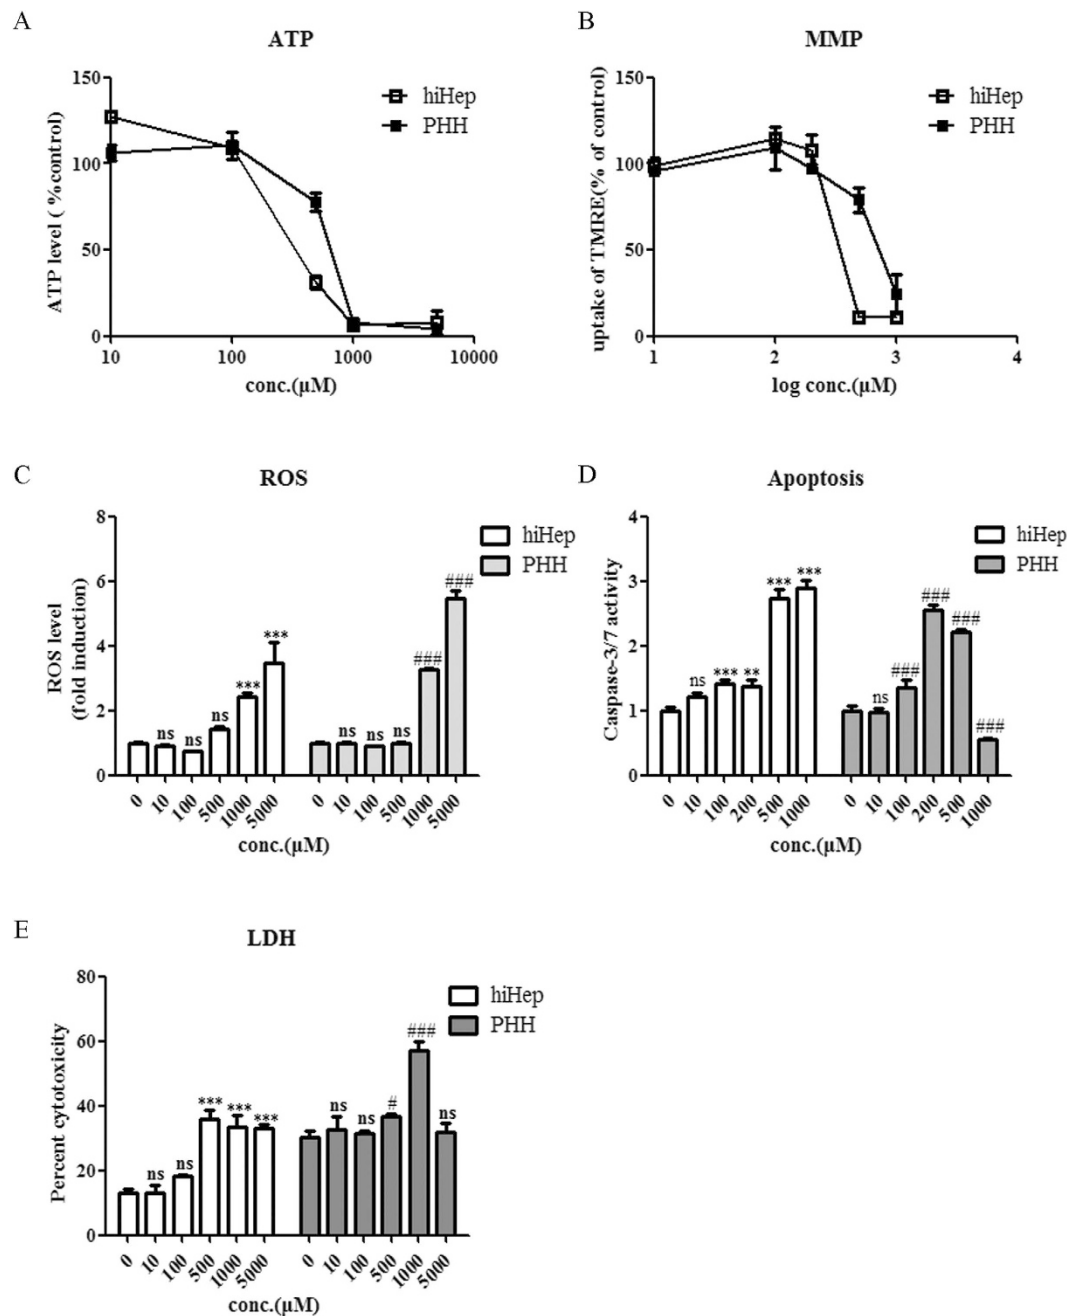 A
ATP
ATP level ( %control)
150
100
50
0
10
100
1000
10000
conc.(μM)
hiHep
PHH
B
MMP
uptake of TMRE(% of control)
150
100
50
0
1
2
3
4
log conc.(μM)
hiHep
PHH
C
ROS
ROS level
(fold induction)
8
6
4
2
0
ns
ns
ns
***
***
ns
ns
ns
###
###
0
10
100
500
1000
5000
0
10
100
500
1000
5000
conc.(μM)
hiHep
PHH
D
Apoptosis
Caspase-3/7 activity
4
3
2
1
0
ns
***
**
***
***
ns
###
###
###
###
0
10
100
200
500
1000
0
10
100
200
500
1000
conc.(μM)
hiHep
PHH
E
LDH
Percent cytotoxicity
80
60
40
20
0
ns
ns
***
***
***
ns
ns
#
###
ns
0
10
100
500
1000
5000
0
10
100
500
1000
5000
conc.(μM)
hiHep
PHH